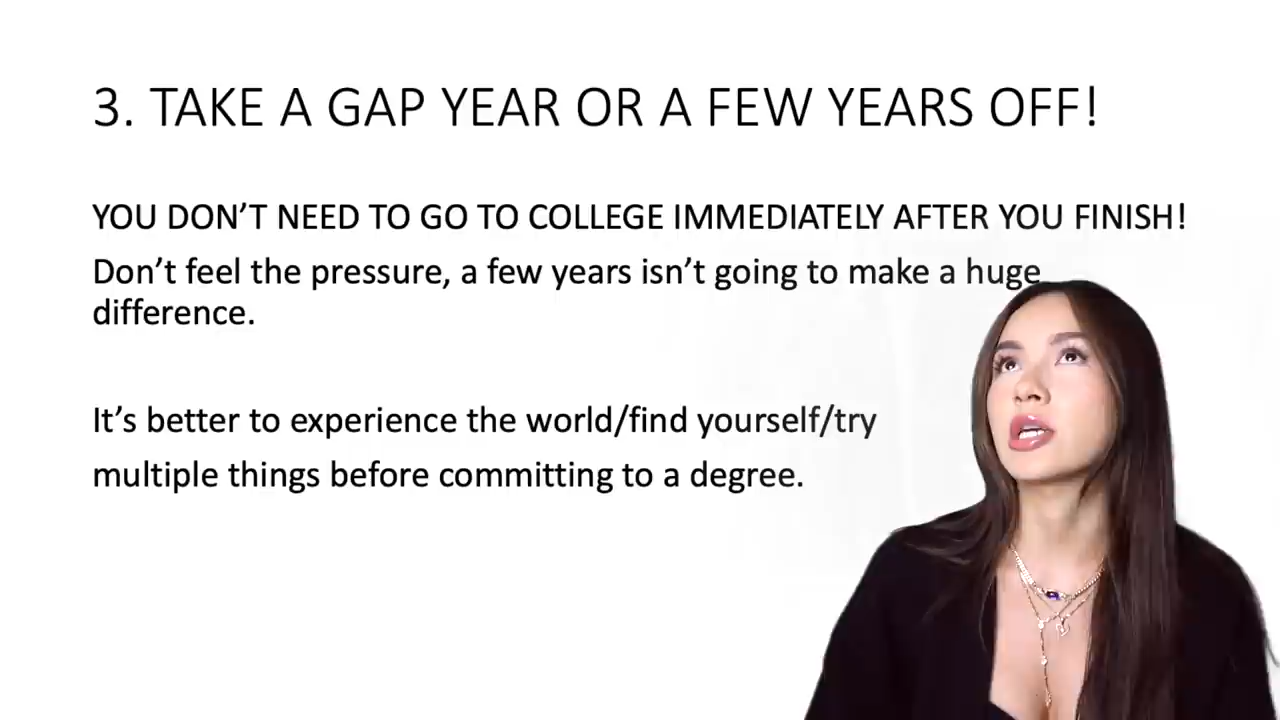 3. TAKE A GAP YEAR OR A FEW YEARS OFF!
YOU DON’T NEED TO GO TO COLLEGE IMMEDIATELY AFTER YOU FINISH!
Don’t feel the pressure, a few years isn’t going to make a huge
difference.
It’s better to experience the world/find yourself/try
multiple things before committing to a degree.